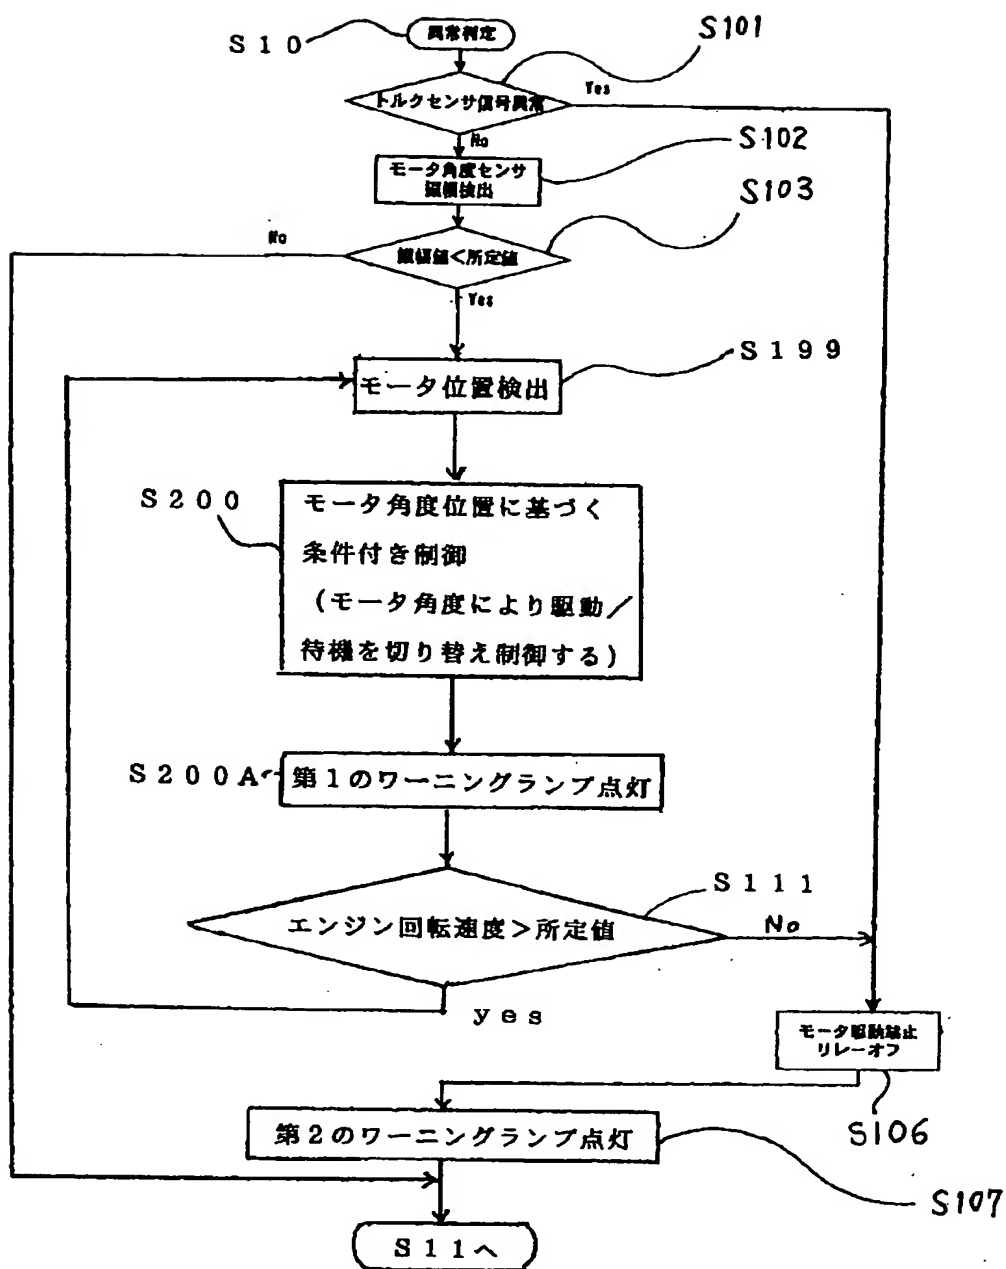 S10
異常判定
S101
トルクセンサ信号異常
Yes
No
S102
モータ角度センサ
振幅検出
S103
No
振幅値<所定値
Yes
S199
モータ位置検出
S200
モータ角度位置に基づく
条件付き制御
(モータ角度により駆動/
待機を切り替え制御する)
S200A
第1のワーニングランプ点灯
S111
エンジン回転速度>所定値
No
yes
モータ駆動禁止
リレーオフ
S106
第2のワーニングランプ点灯
S107
S11へ